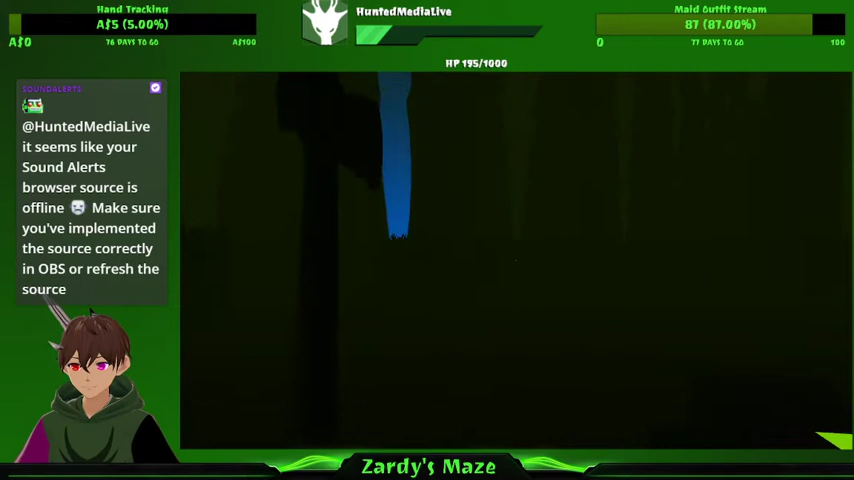 Hand Tracking
A$5 (5.00%)
A$0
76 DAYS TO GO
A$100
HuntedMediaLive
Maid Outfit Stream
87 (87.00%)
0
77 DAYS TO GO
100
HP 195/1000
SOUNDALERTS
@HuntedMediaLive
it seems like your
Sound Alerts
browser source is
offline Make sure
you've implemented
the source correctly
in OBS or refresh the
source
Zardy's Maze